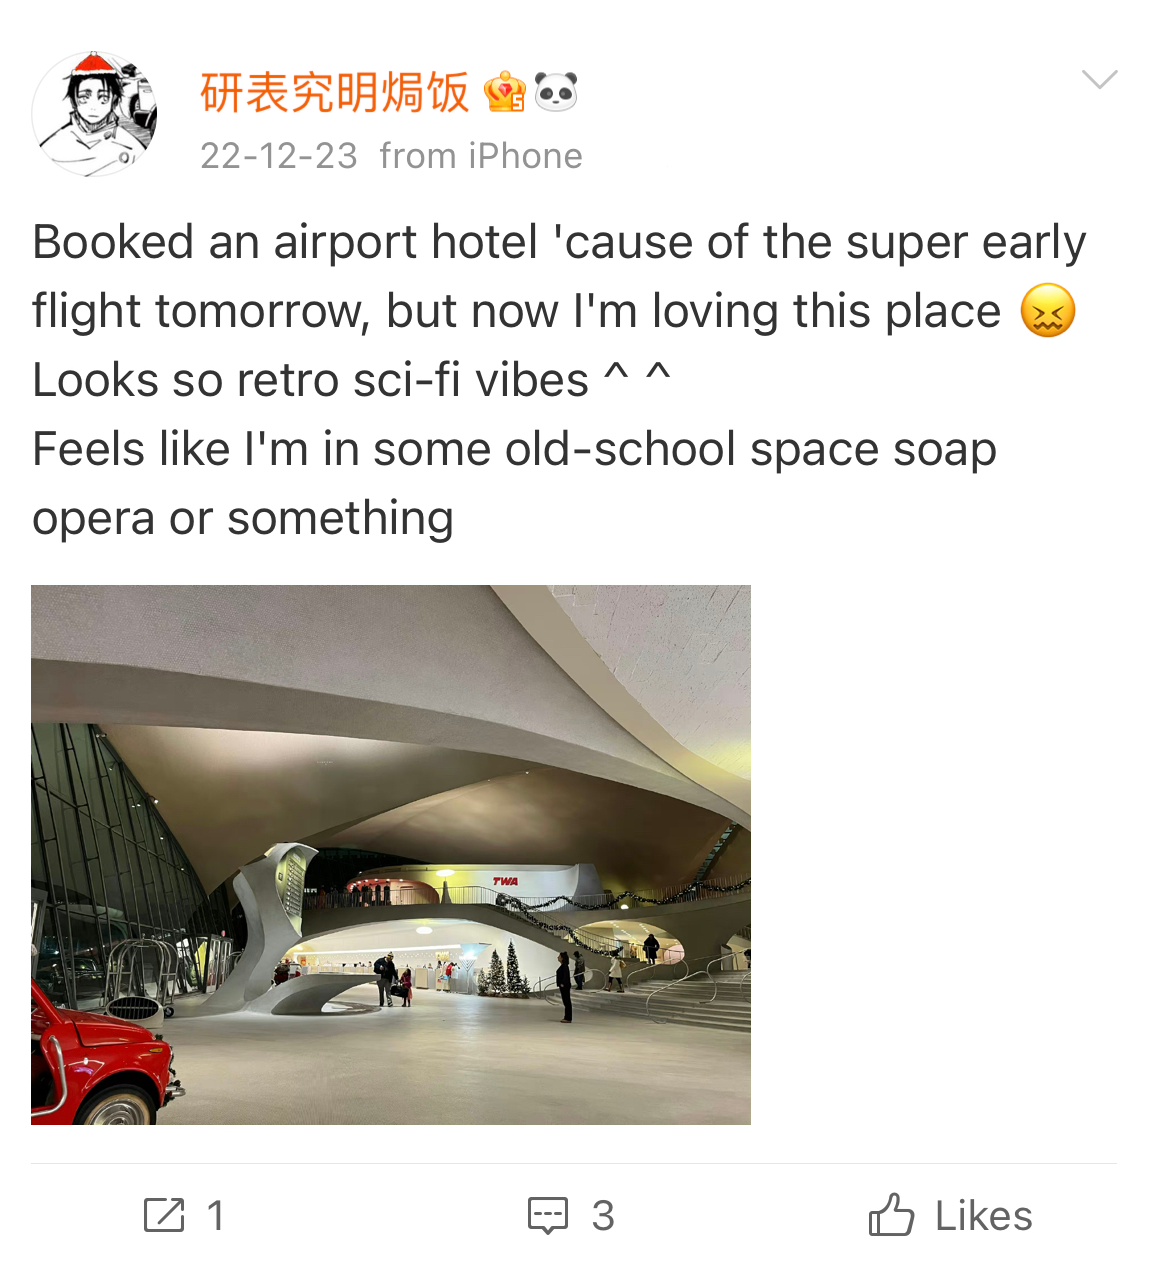 研表究明焗饭
22-12-23 from iPhone
Booked an airport hotel 'cause of the super early
flight tomorrow, but now I'm loving this place 😖
Looks so retro sci-fi vibes ^ ^
Feels like I'm in some old-school space soap
opera or something
TWA
1
3
Likes